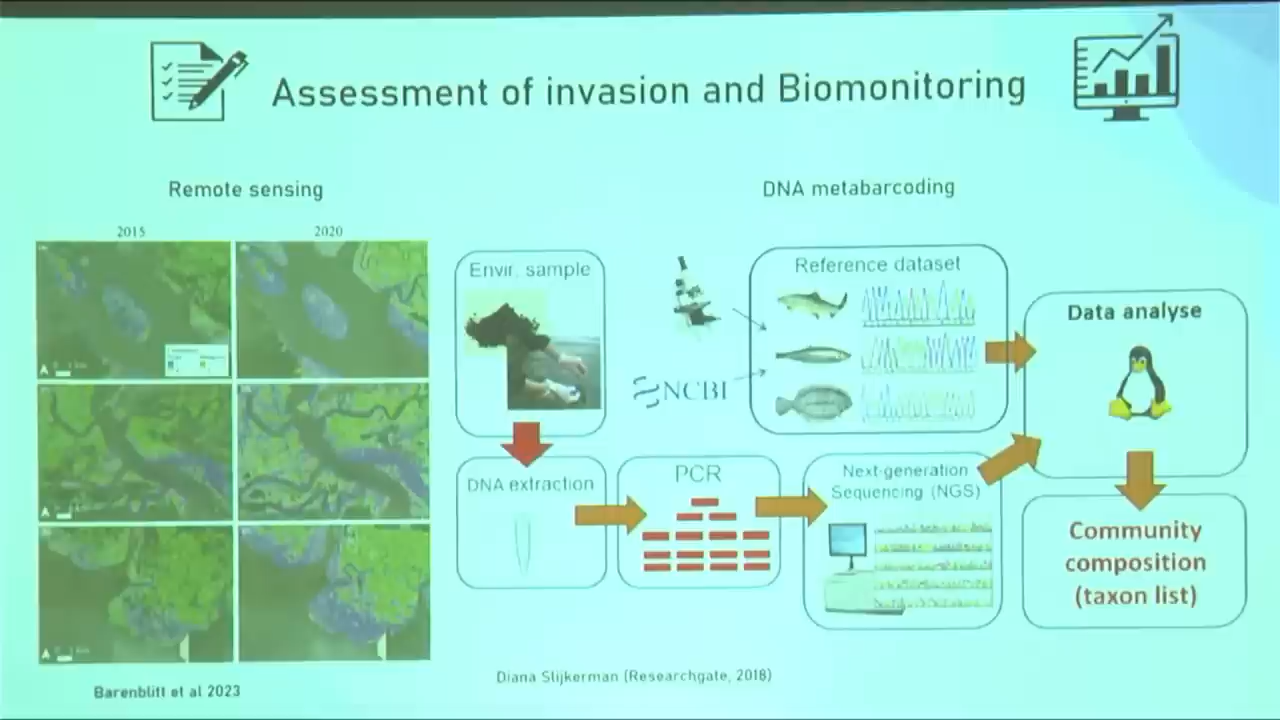 Assessment of invasion and Biomonitoring
Remote sensing
DNA metabarcoding
2015
2020
A
A
A
Barenblitt et al 2023
Envir. sample
NCBI
Reference dataset
Data analyse
DNA extraction
PCR
Next-generation
Sequencing (NGS)
Community
composition
(taxon list)
Diana Slijkerman (Researchgate, 2018)